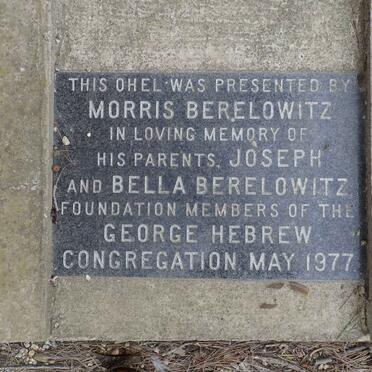 THIS OHEL WAS PRESENTED BY
MORRIS BERELOWITZ
IN LOVING MEMORY OF
HIS PARENTS, JOSEPH
AND BELLA BERELOWITZ
FOUNDATION MEMBERS OF THE
GEORGE HEBREW
CONGREGATION MAY 1977